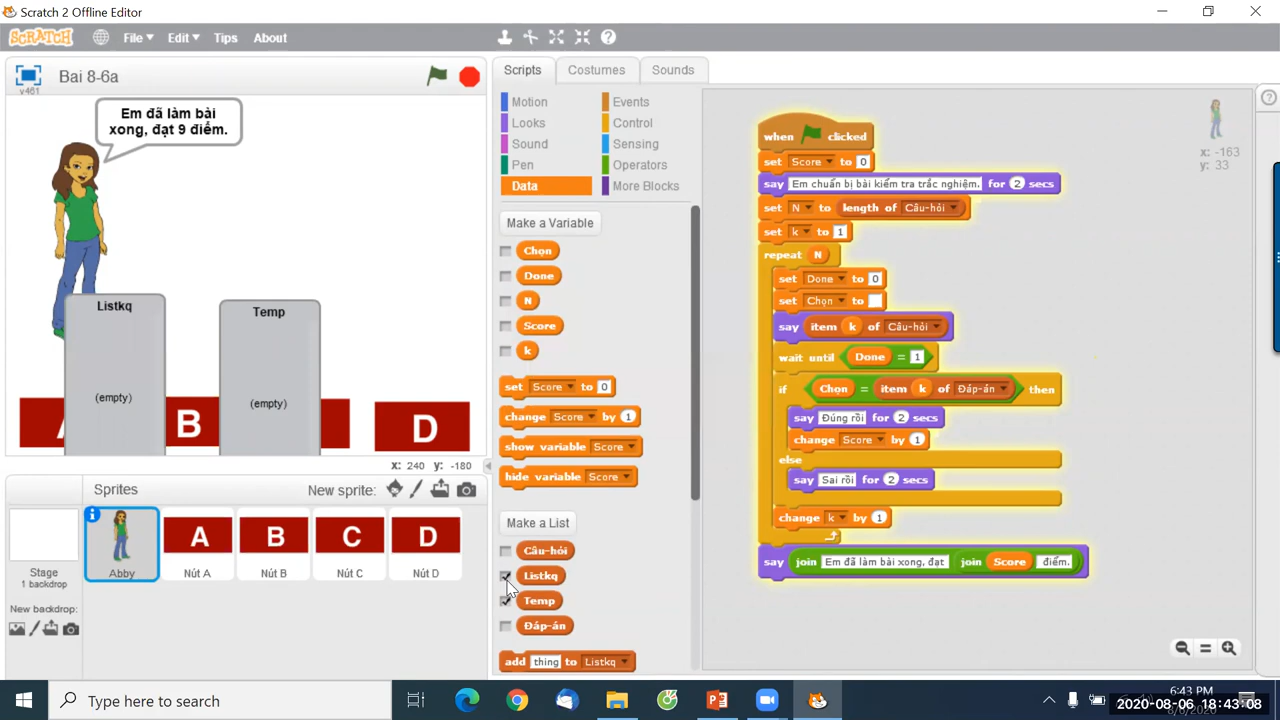 Scratch 2 Offline Editor
SCRATCH File Edit Tips About
v461 Bai 8-6a
Em đã làm bài
xong, đạt 9 điểm.
Listkq
(empty)
Temp
(empty)
B
D
x: 240 y: -180
Sprites New sprite:
Stage
1 backdrop
New backdrop:
Abby
A
Nút A
B
Nút B
C
Nút C
D
Nút D
Scripts Costumes Sounds
Motion Events
Looks Control
Sound Sensing
Pen Operators
Data More Blocks
Make a Variable
Chọn
Done
N
Score
k
set Score to 0
change Score by 1
show variable Score
hide variable Score
Make a List
Câu-hỏi
Listkq
Temp
Đáp-án
add thing to Listkq
when clicked
set Score to 0
say Em chuẩn bị bài kiểm tra trắc nghiệm. for 2 secs
set N to length of Câu-hỏi
set k to 1
repeat N
set Done to 0
set Chọn to
say item k of Câu-hỏi
wait until Done = 1
if Chọn = item k of Đáp-án then
say Đúng rồi for 2 secs
change Score by 1
else
say Sai rồi for 2 secs
change k by 1
say join Em đã làm bài xong, đạt join Score điểm.
x: -163
y: 33
Type here to search
6:43 PM
2020-08-06 18:43:08